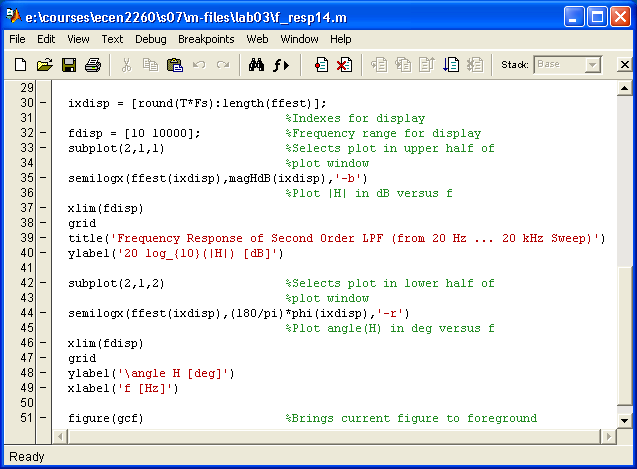 e:\courses\ecen2260\s07\m-files\lab03\f_resp14.m
File Edit Text Debug Breakpoints Web Window Help
Stack: Base
29
30 – ixdisp = [round(T*Fs):length(ffest)];
31 %Indexes for display
32 – fdisp = [10 10000]; %Frequency range for display
33 – subplot(2,1,1) %Selects plot in upper half of
34 %plot window
35 – semilogx(ffest(ixdisp),magHdB(ixdisp),'-b')
36 %Plot |H| in dB versus f
37 – xlim(fdisp)
38 – grid
39 – title('Frequency Response of Second Order LPF (from 20 Hz ... 20 kHz Sweep)')
40 – ylabel('20 log_{10}(|H|) [dB]')
41
42 – subplot(2,1,2) %Selects plot in lower half of
43 %plot window
44 – semilogx(ffest(ixdisp),(180/pi)*phi(ixdisp),'-r')
45 %Plot angle(H) in deg versus f
46 – xlim(fdisp)
47 – grid
48 – ylabel('\angle H [deg]')
49 – xlabel('f [Hz]')
50
51 – figure(gcf) %Brings current figure to foreground
Ready